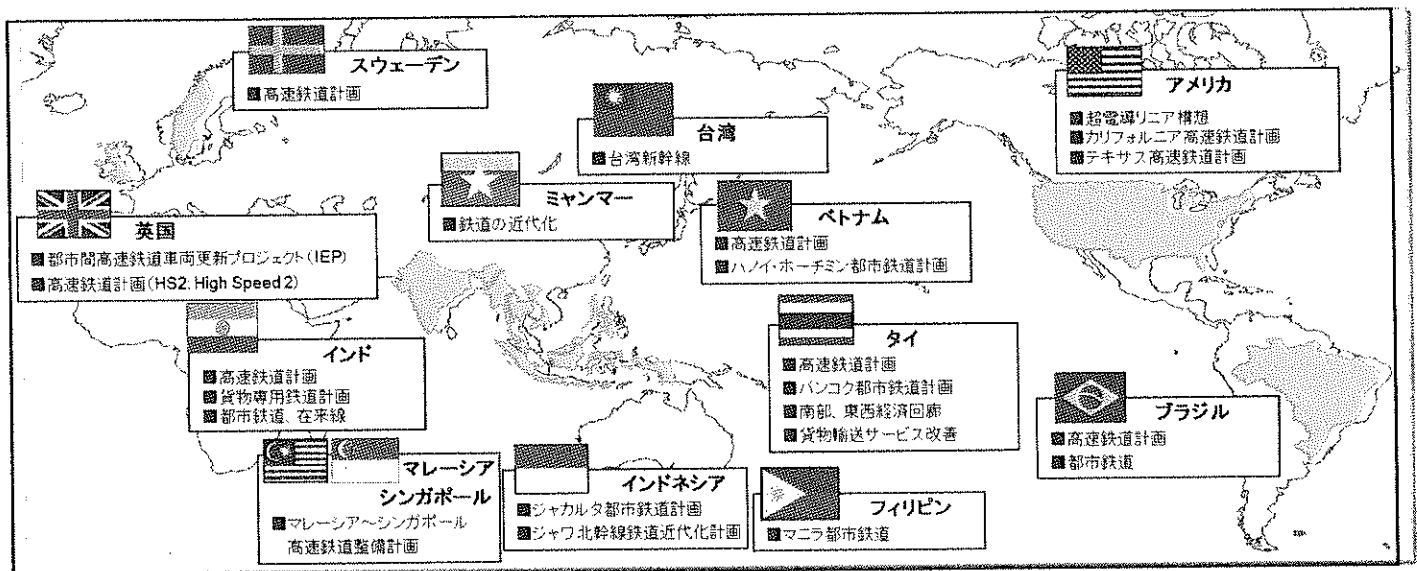 スウェーデン
■高速鉄道計画
台湾
■台湾新幹線
アメリカ
■超電導リニア構想
■カリフォルニア高速鉄道計画
■テキサス高速鉄道計画
ミャンマー
■鉄道の近代化
ベトナム
■高速鉄道計画
■ハノイ・ホーチミン都市鉄道計画
英国
■都市間高速鉄道車両更新プロジェクト(IEP)
■高速鉄道計画(HS2: High Speed 2)
インド
■高速鉄道計画
■貨物専用鉄道計画
■都市鉄道、在来線
タイ
■高速鉄道計画
■バンコク都市鉄道計画
■南部、東西経済回廊
■貨物輸送サービス改善
ブラジル
■高速鉄道計画
■都市鉄道
マレーシア
シンガポール
■マレーシア～シンガポール
高速鉄道整備計画
インドネシア
■ジャカルタ都市鉄道計画
■ジャワ北幹線鉄道近代化計画
フィリピン
■マニラ都市鉄道